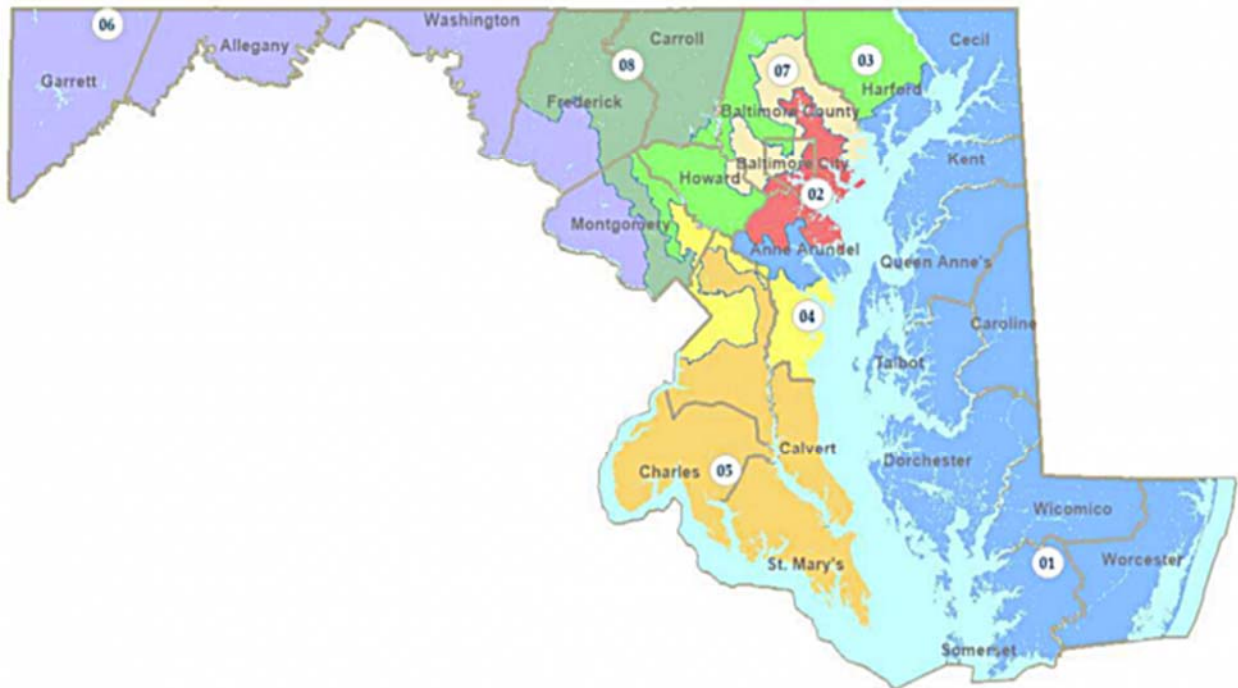 06
Washington
Carroll
Cecil
Allegany
08
03
Garrett
07
Harford
Frederick
Baltimore County
Baltimore City
Kent
Howard
02
Montgomery
Anne Arundel
Queen Anne's
04
Caroline
Talbot
Calvert
Charles
05
Dorchester
Wicomico
St. Mary's
01
Worcester
Somerset